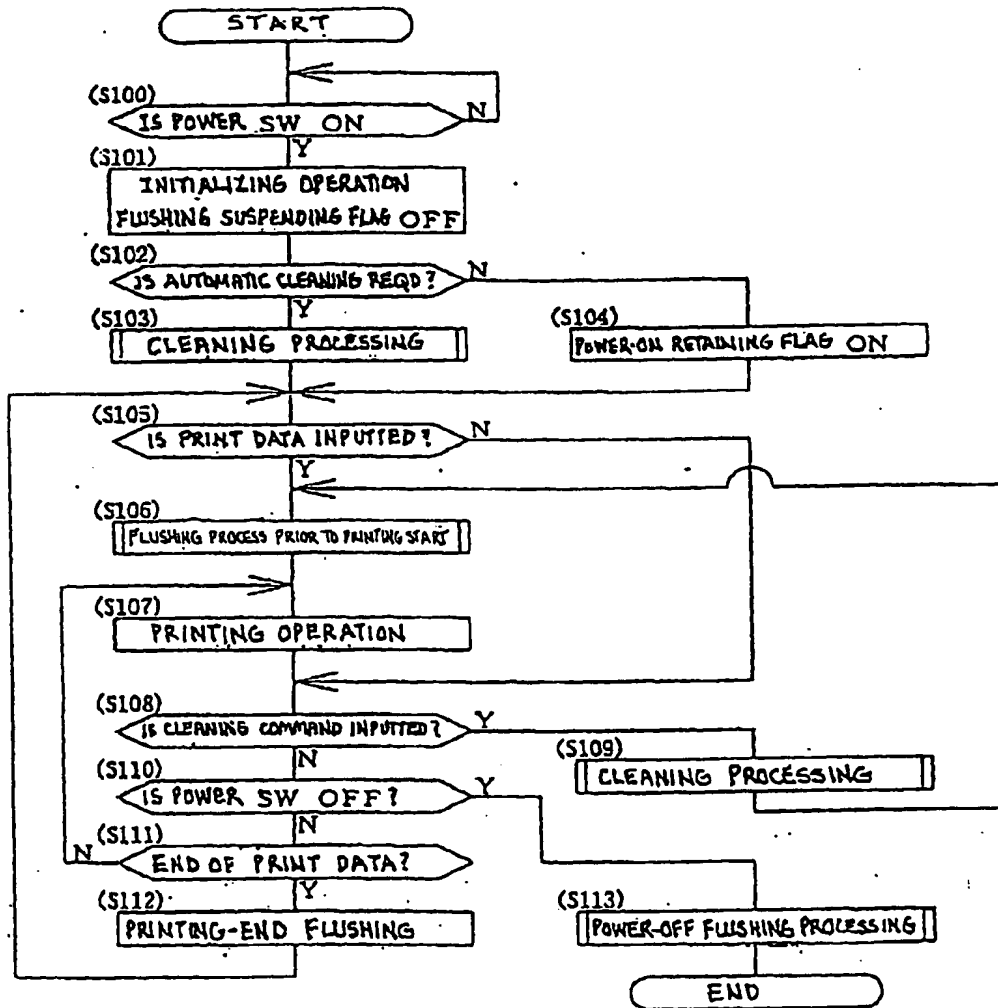 START
(S100)
IS POWER SW ON
N
Y
(S101)
INITIALIZING OPERATION
FLUSHING SUSPENDING FLAG OFF
(S102)
IS AUTOMATIC CLEANING REQD?
N
Y
(S103)
CLEANING PROCESSING
(S104)
POWER-ON RETAINING FLAG ON
(S105)
IS PRINT DATA INPUTTED?
N
Y
(S106)
FLUSHING PROCESS PRIOR TO PRINTING START
(S107)
PRINTING OPERATION
(S108)
IS CLEANING COMMAND INPUTTED?
Y
N
(S109)
CLEANING PROCESSING
(S110)
IS POWER SW OFF?
Y
N
(S111)
END OF PRINT DATA?
N
Y
(S112)
PRINTING-END FLUSHING
(S113)
POWER-OFF FLUSHING PROCESSING
END